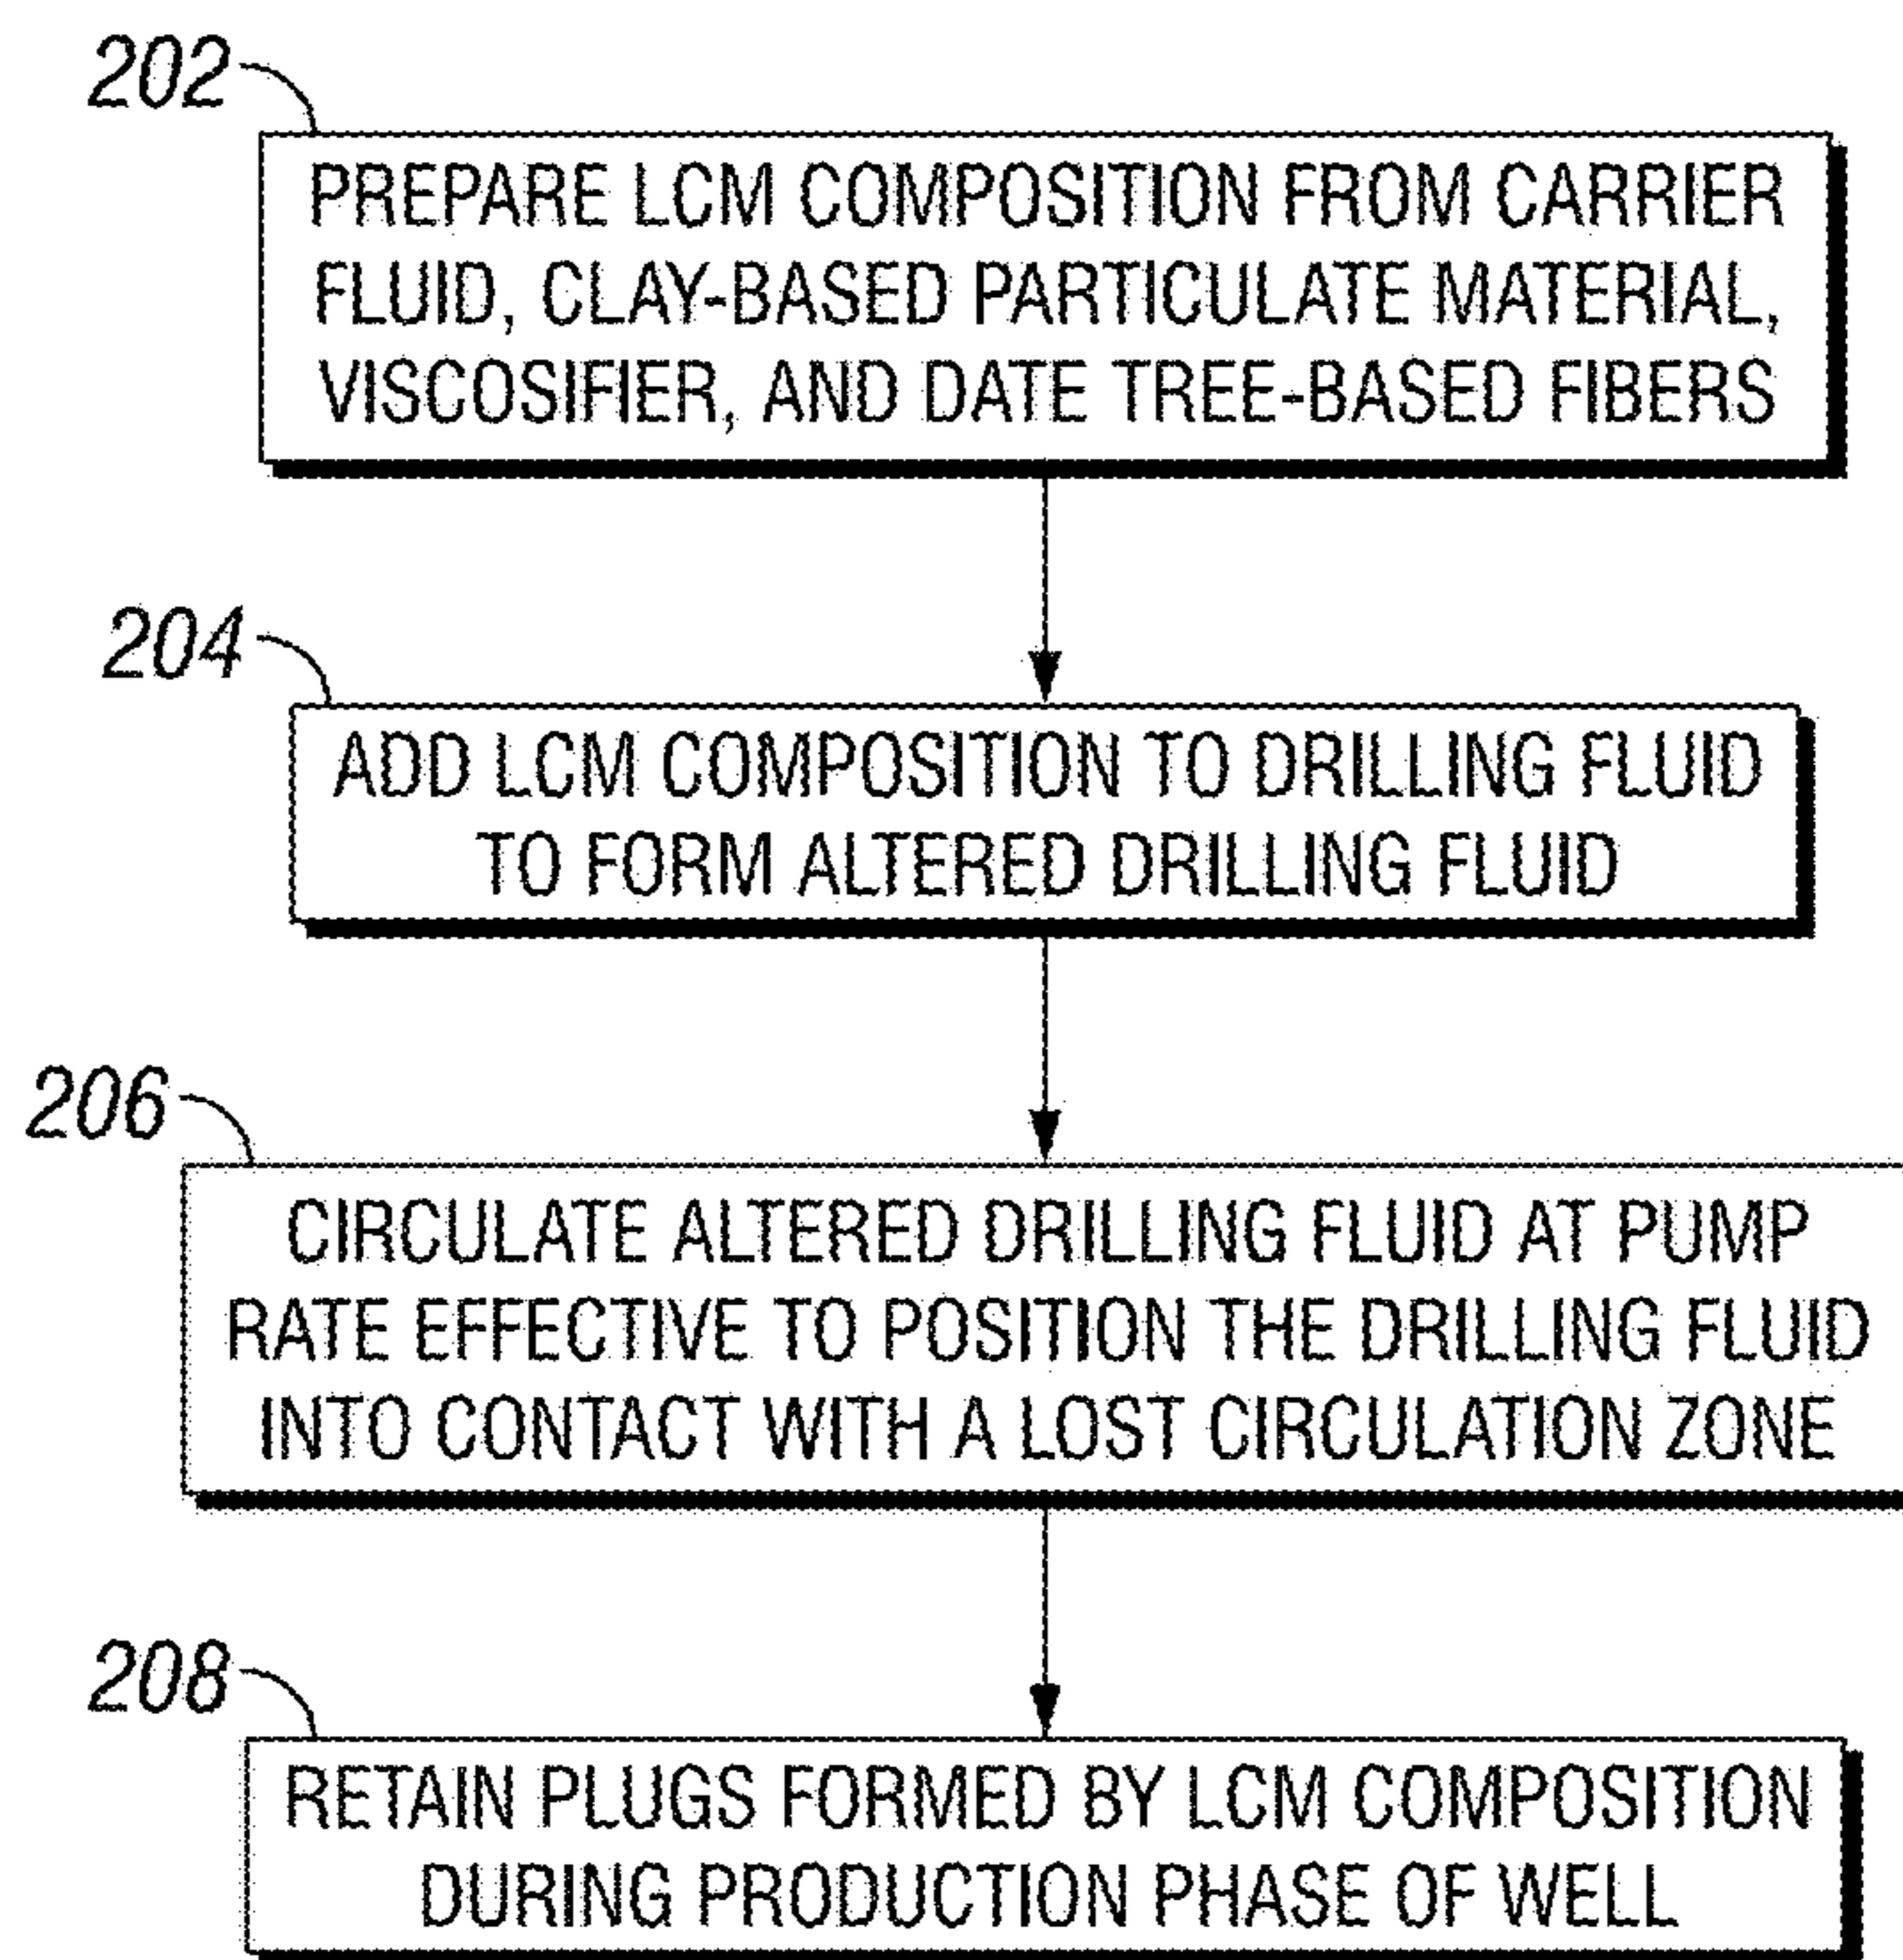 202
PREPARE LCM COMPOSITION FROM CARRIER
FLUID, CLAY-BASED PARTICULATE MATERIAL,
VISCOSIFIER, AND DATE TREE-BASED FIBERS
204
ADD LCM COMPOSITION TO DRILLING FLUID
TO FORM ALTERED DRILLING FLUID
206
CIRCULATE ALTERED DRILLING FLUID AT PUMP
RATE EFFECTIVE TO POSITION THE DRILLING FLUID
INTO CONTACT WITH A LOST CIRCULATION ZONE
208
RETAIN PLUGS FORMED BY LCM COMPOSITION
DURING PRODUCTION PHASE OF WELL